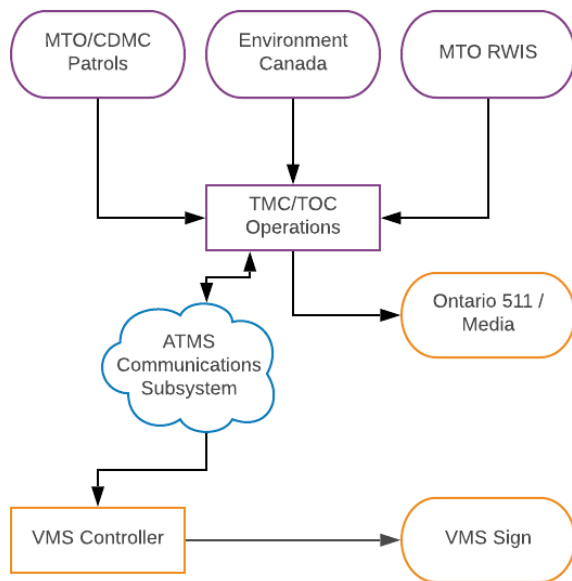 MTO/CDMC
Patrols
Environment
Canada
MTO RWIS
TMC/TOC
Operations
Ontario 511 /
Media
ATMS
Communications
Subsystem
VMS Controller
VMS Sign